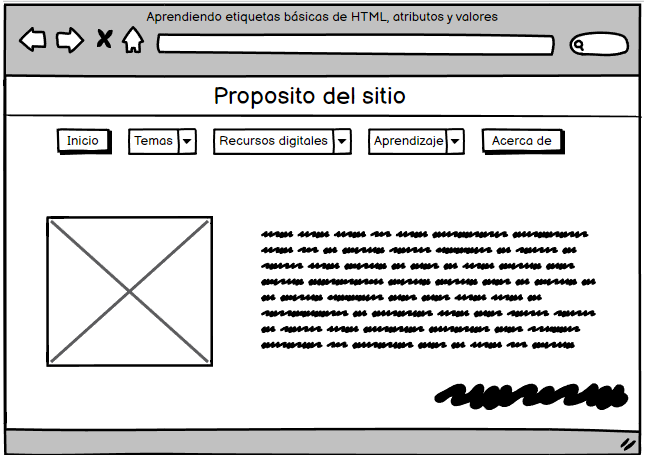 Aprendiendo etiquetas básicas de HTML, atributos y valores
Proposito del sitio
Inicio Temas Recursos digitales Aprendizaje Acerca de